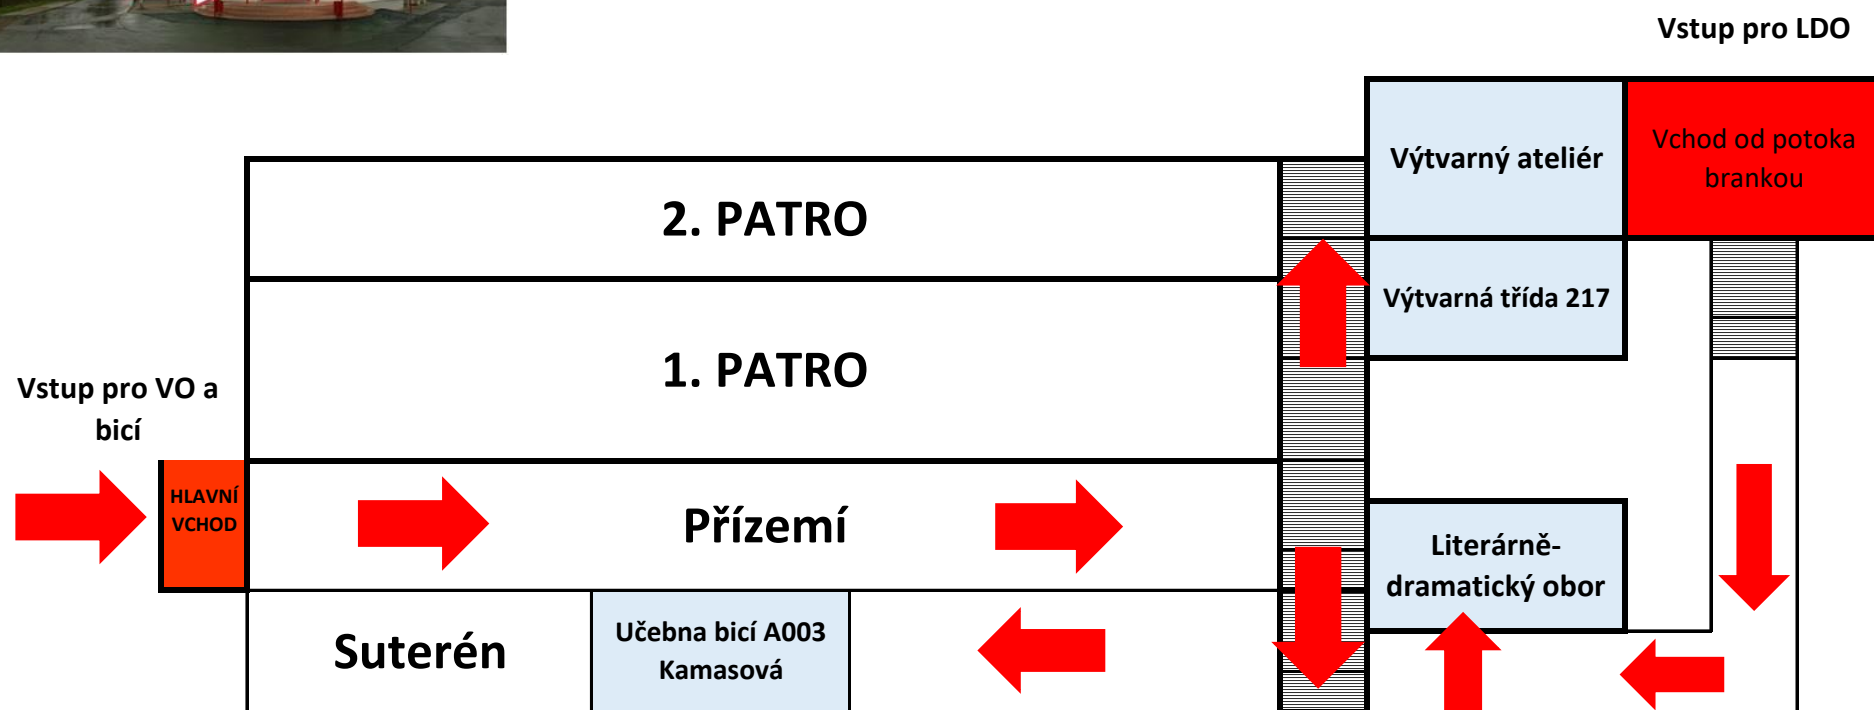 Vstup pro LDO
Výtvarný ateliér
Vchod od potoka
brankou
2. PATRO
Výtvarná třída 217
1. PATRO
Vstup pro VO a
bicí
HLAVNÍ
VCHOD
Přízemí
Literárně-
dramatický obor
Suterén
Učebna bicí A003
Kamasová